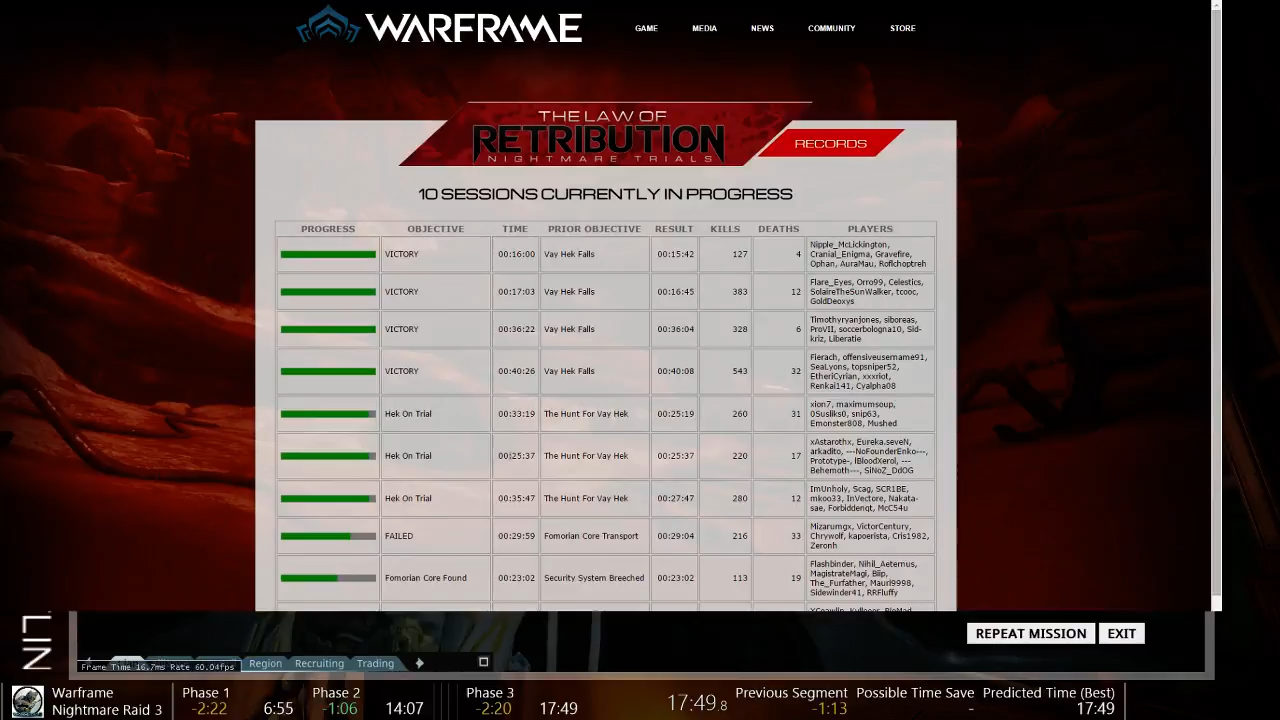 WARFRAME
GAME MEDIA NEWS COMMUNITY STORE
THE LAW OF
RETRIBUTION
NIGHTMARE TRIALS
RECORDS
10 SESSIONS CURRENTLY IN PROGRESS
PROGRESS OBJECTIVE TIME PRIOR OBJECTIVE RESULT KILLS DEATHS PLAYERS
VICTORY 00:16:00 Vay Hek Falls 00:15:42 127 4 Nipple_McLickington,
Cranial_Enigma, Gravefire,
Ophan, AuraMau, Roflchoptreh
VICTORY 00:17:03 Vay Hek Falls 00:16:45 383 12 Flare_Eyes, Orro99, Celestics,
SolaireTheSunWalker, tcooc,
GoldDeoxys
VICTORY 00:36:22 Vay Hek Falls 00:36:04 328 6 Timothyryanjones, siboreas,
ProVII, soccerbologna10, Sid-
kriz, Liberatie
VICTORY 00:40:26 Vay Hek Falls 00:40:08 543 32 Fierach, offensiveusername91,
SeaLyons, topsniper52,
EtheriCyrian, xxxriot,
Renkai141, Cyalpha08
Hek On Trial 00:33:19 The Hunt For Vay Hek 00:25:19 260 31 xion7, maximumsoup,
0Susliks0, snip63,
Emonster808, Mushed
Hek On Trial 00:25:37 The Hunt For Vay Hek 00:25:37 220 17 xAstarothx, Eureka.seveN,
arkadito, ---NoFounderEnko---,
Prototype-, lBloodXerol, ---
Behemoth---, SiNoZ_DdOG
Hek On Trial 00:35:47 The Hunt For Vay Hek 00:27:47 280 12 ImUnholy, Scag, SCR1BE,
mkoo33, InVectore, Nakata-
sae, Forbiddenqt, McC54u
FAILED 00:29:59 Fomorian Core Transport 00:29:04 216 33 Mizarumgx, VictorCentury,
Chrywolf, kapoerista, Cris1982,
Zeronh
Fomorian Core Found 00:23:02 Security System Breeched 00:23:02 113 19 Flashbinder, Nihil_Aeternus,
MagistrateMagi, Biip,
The_Furfather, Mauri9998,
Sidewinder41, RRFluffy
LIN
REPEAT MISSION EXIT
Region Recruiting Trading
Frame Time 16.7ms Rate 60.04fps
Warframe
Nightmare Raid 3
Phase 1
-2:22 6:55
Phase 2
-1:06 14:07
Phase 3
-2:20 17:49
17:49.8
Previous Segment
-1:13
Possible Time Save
-
Predicted Time (Best)
17:49